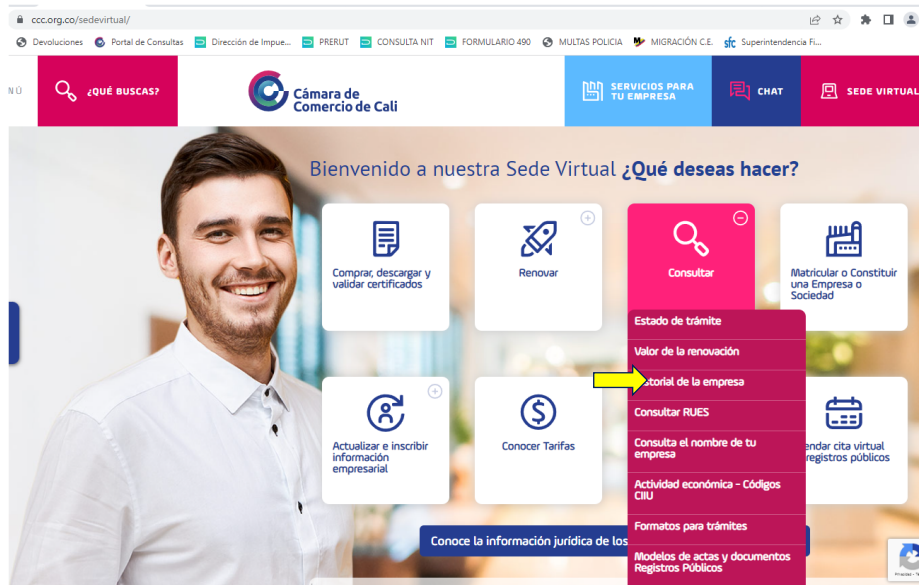 ccc.org.co/sedevirtual/
Devoluciones Portal de Consultas Dirección de Impue... PRERUT CONSULTA NIT FORMULARIO 490 MULTAS POLICIA MIGRACIÓN C.E. sfc Superintendencia Fi...
NÚ
¿QUÉ BUSCAS?
Cámara de
Comercio de Cali
SERVICIOS PARA
TU EMPRESA
CHAT
SEDE VIRTUAL
Bienvenido a nuestra Sede Virtual ¿Qué deseas hacer?
Comprar, descargar y
validar certificados
Renovar
Consultar
Matricular o Constituir
una Empresa o
Sociedad
Estado de trámite
Valor de la renovación
storial de la empresa
Consultar RUES
Consulta el nombre de tu
empresa
Actividad económica - Códigos
CIIU
Formatos para trámites
Modelos de actas y documentos
Registros Públicos
Actualizar e inscribir
información
empresarial
Conocer Tarifas
endar cita virtual
registros públicos
Conoce la información jurídica de los